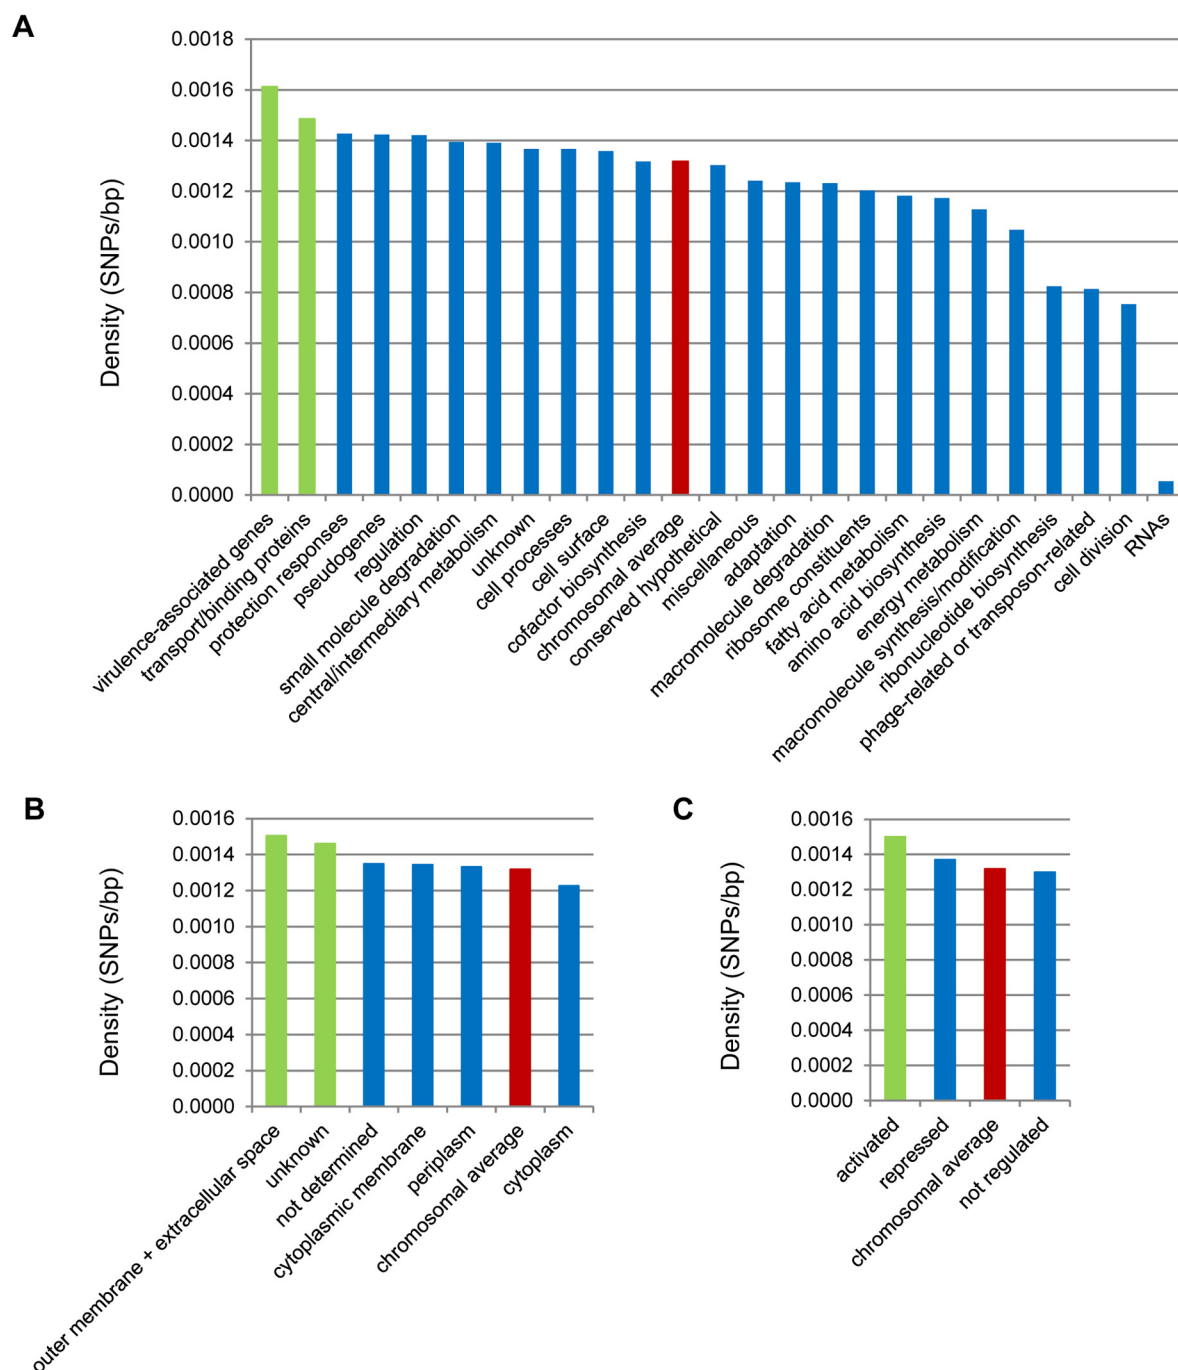 A
0.0018
0.0016
0.0014
0.0012
0.0010
0.0008
0.0006
0.0004
0.0002
0.0000
Density (SNPs/bp)
virulence-associated genes
transport/binding proteins
protection responses
pseudogenes
regulation
small molecule degradation
central/intermediary metabolism
unknown
cell processes
cell surface
cofactor biosynthesis
chromosomal average
conserved hypothetical
miscellaneous
adaptation
macromolecule degradation
ribosome constituents
fatty acid metabolism
amino acid biosynthesis
energy metabolism
macromolecule synthesis/modification
ribonucleotide biosynthesis
phage-related or transposon-related
cell division
RNAs
B
0.0016
0.0014
0.0012
0.0010
0.0008
0.0006
0.0004
0.0002
0.0000
Density (SNPs/bp)
outer membrane + extracellular space
unknown
not determined
cytoplasmic membrane
periplasm
chromosomal average
cytoplasm
C
0.0016
0.0014
0.0012
0.0010
0.0008
0.0006
0.0004
0.0002
0.0000
Density (SNPs/bp)
activated
repressed
chromosomal average
not regulated